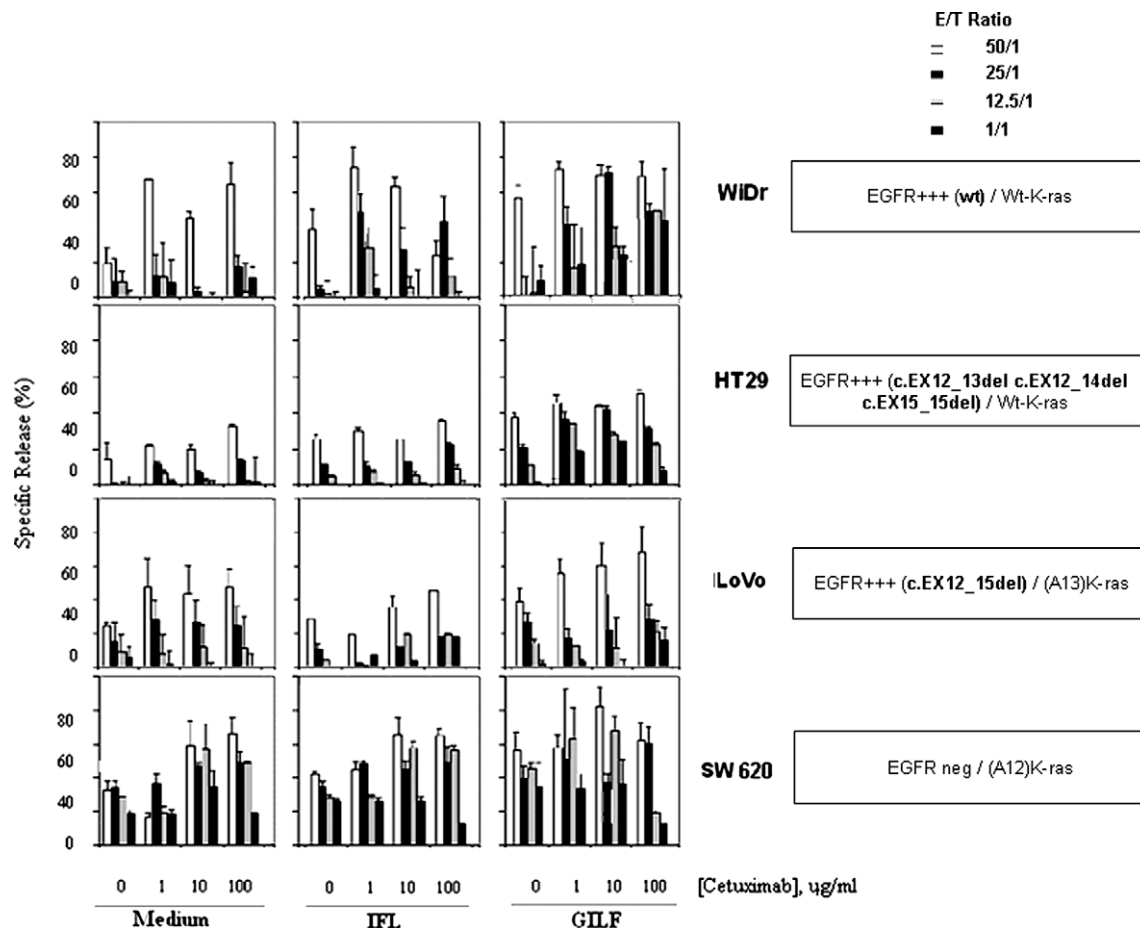 E/T Ratio
50/1
25/1
12.5/1
1/1
Specific Release (%)
80
40
0
WiDr
EGFR+++ (wt) / Wt-K-ras
80
60
40
20
0
HT29
EGFR+++ (c.EX12_13del c.EX12_14del
c.EX15_15del) / Wt-K-ras
80
60
40
20
0
LoVo
EGFR+++ (c.EX12_15del) / (A13)K-ras
80
60
40
0
SW 620
EGFR neg / (A12)K-ras
0 1 10 100
0 1 10 100
0 1 10 100
[Cetuximab], ug/ml
Medium
IFL
GILF